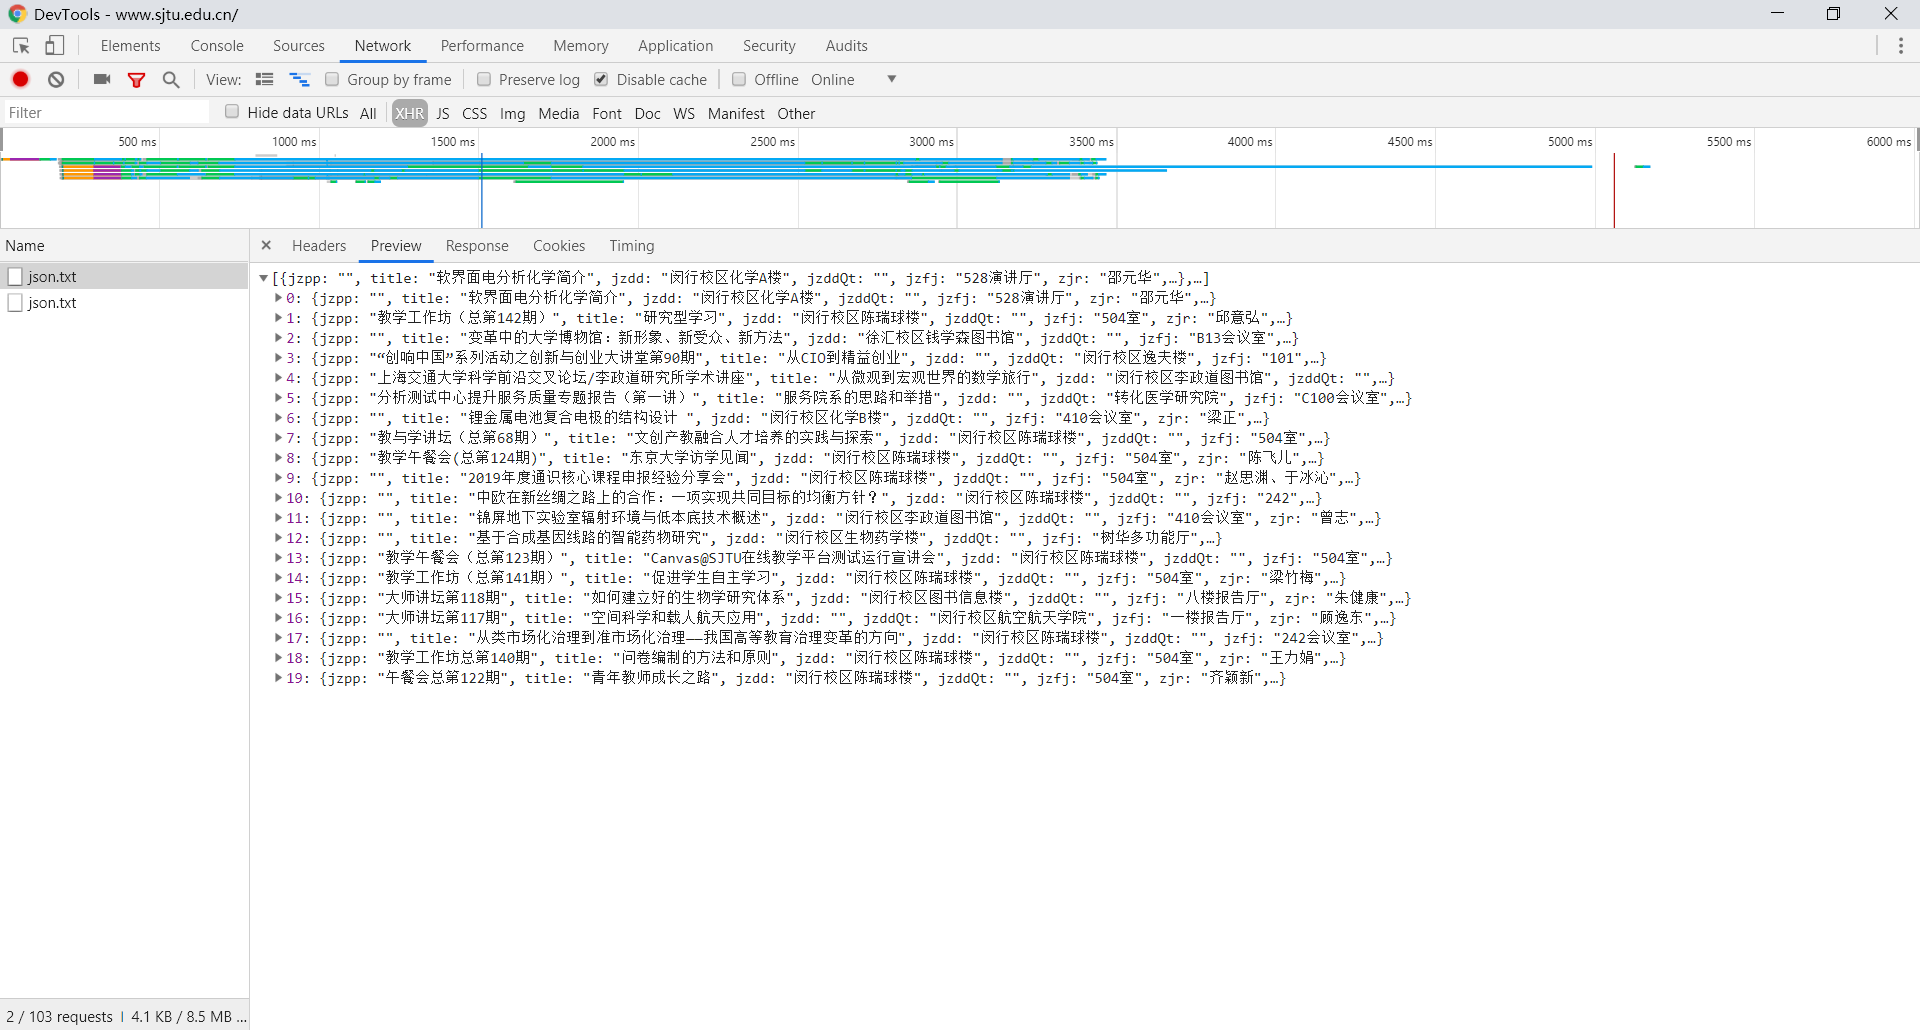 DevTools - www.sjtu.edu.cn/
Elements Console Sources Network Performance Memory Application Security Audits
View: Group by frame Preserve log Disable cache Offline Online
Filter Hide data URLs All XHR JS CSS Img Media Font Doc WS Manifest Other
500 ms 1000 ms 1500 ms 2000 ms 2500 ms 3000 ms 3500 ms 4000 ms 4500 ms 5000 ms 5500 ms 6000 ms
Name
json.txt
json.txt
Headers Preview Response Cookies Timing
[{jzpp: "", title: "软界面电分析化学简介", jzdd: "闵行校区化学A楼", jzddQt: "", jzfj: "528演讲厅", zjr: "邵元华",…},…]
0: {jzpp: "", title: "软界面电分析化学简介", jzdd: "闵行校区化学A楼", jzddQt: "", jzfj: "528演讲厅", zjr: "邵元华",…}
1: {jzpp: "教学工作坊（总第142期）", title: "研究型学习", jzdd: "闵行校区陈瑞球楼", jzddQt: "", jzfj: "504室", zjr: "邱意弘",…}
2: {jzpp: "", title: "变革中的大学博物馆：新形象、新受众、新方法", jzdd: "徐汇校区钱学森图书馆", jzddQt: "", jzfj: "B13会议室",…}
3: {jzpp: "“创响中国”系列活动之创新与创业大讲堂第90期", title: "从CIO到精益创业", jzdd: "", jzddQt: "闵行校区逸夫楼", jzfj: "101",…}
4: {jzpp: "上海交通大学科学前沿交叉论坛/李政道研究所学术讲座", title: "从微观到宏观世界的数学旅行", jzdd: "闵行校区李政道图书馆", jzddQt: "",…}
5: {jzpp: "分析测试中心提升服务质量专题报告（第一讲）", title: "服务院系的思路和举措", jzdd: "", jzddQt: "转化医学研究院", jzfj: "C100会议室",…}
6: {jzpp: "", title: "锂金属电池复合电极的结构设计 ", jzdd: "闵行校区化学B楼", jzddQt: "", jzfj: "410会议室", zjr: "梁正",…}
7: {jzpp: "教与学讲坛（总第68期）", title: "文创产教融合人才培养的实践与探索", jzdd: "闵行校区陈瑞球楼", jzddQt: "", jzfj: "504室",…}
8: {jzpp: "教学午餐会(总第124期)", title: "东京大学访学见闻", jzdd: "闵行校区陈瑞球楼", jzddQt: "", jzfj: "504室", zjr: "陈飞儿",…}
9: {jzpp: "", title: "2019年度通识核心课程申报经验分享会", jzdd: "闵行校区陈瑞球楼", jzddQt: "", jzfj: "504室", zjr: "赵思渊、于冰沁",…}
10: {jzpp: "", title: "中欧在新丝绸之路上的合作：一项实现共同目标的均衡方针？", jzdd: "闵行校区陈瑞球楼", jzddQt: "", jzfj: "242",…}
11: {jzpp: "", title: "锦屏地下实验室辐射环境与低本底技术概述", jzdd: "闵行校区李政道图书馆", jzddQt: "", jzfj: "410会议室", zjr: "曾志",…}
12: {jzpp: "", title: "基于合成基因线路的智能药物研究", jzdd: "闵行校区生物药学楼", jzddQt: "", jzfj: "树华多功能厅",…}
13: {jzpp: "教学午餐会（总第123期）", title: "Canvas@SJTU在线教学平台测试运行宣讲会", jzdd: "闵行校区陈瑞球楼", jzddQt: "", jzfj: "504室",…}
14: {jzpp: "教学工作坊（总第141期）", title: "促进学生自主学习", jzdd: "闵行校区陈瑞球楼", jzddQt: "", jzfj: "504室", zjr: "梁竹梅",…}
15: {jzpp: "大师讲坛第118期", title: "如何建立好的生物学研究体系", jzdd: "闵行校区图书信息楼", jzddQt: "", jzfj: "八楼报告厅", zjr: "朱健康",…}
16: {jzpp: "大师讲坛第117期", title: "空间科学和载人航天应用", jzdd: "", jzddQt: "闵行校区航空航天学院", jzfj: "一楼报告厅", zjr: "顾逸东",…}
17: {jzpp: "", title: "从类市场化治理到准市场化治理——我国高等教育治理变革的方向", jzdd: "闵行校区陈瑞球楼", jzddQt: "", jzfj: "242会议室",…}
18: {jzpp: "教学工作坊总第140期", title: "问卷编制的方法和原则", jzdd: "闵行校区陈瑞球楼", jzddQt: "", jzfj: "504室", zjr: "王力娟",…}
19: {jzpp: "午餐会总第122期", title: "青年教师成长之路", jzdd: "闵行校区陈瑞球楼", jzddQt: "", jzfj: "504室", zjr: "齐颖新",…}
2 / 103 requests | 4.1 KB / 8.5 MB ...